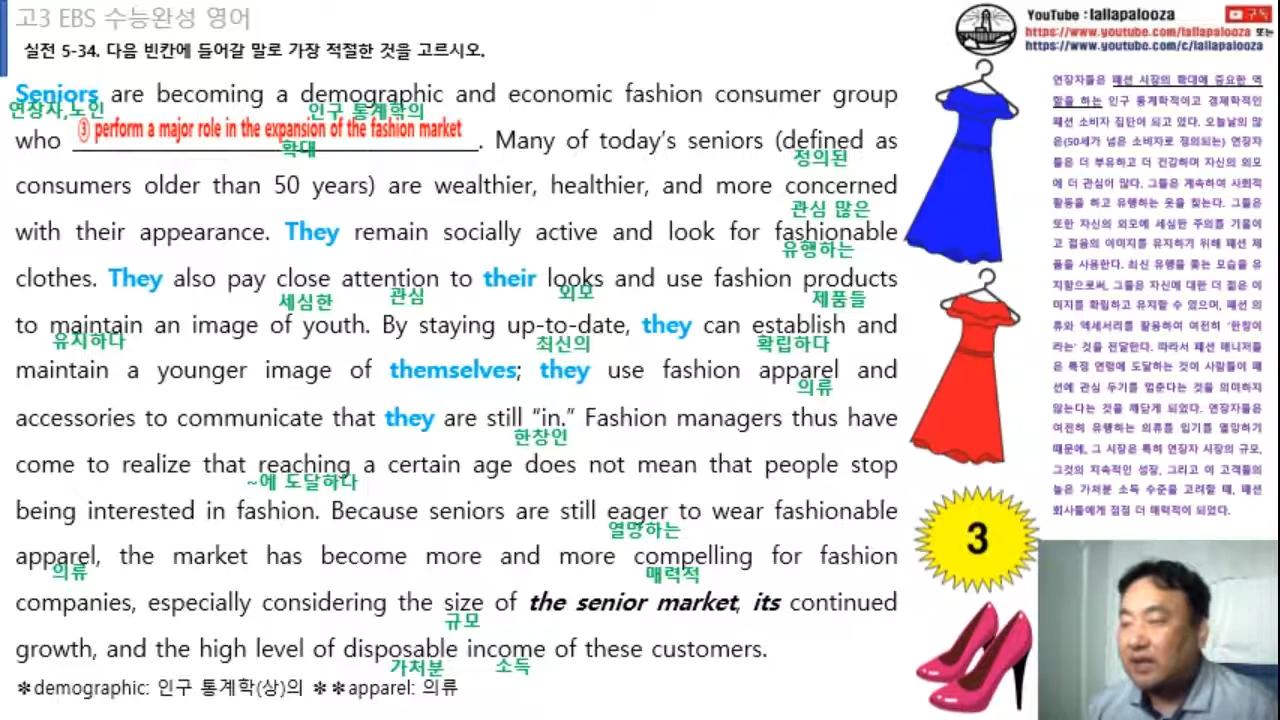 고3 EBS 수능완성 영어
실전 5-34. 다음 빈칸에 들어갈 말로 가장 적절한 것을 고르시오.
YouTube : lallapalooza
구독
https://www.youtube.com/lallapalooza 또는
https://www.youtube.com/c/lallapalooza
Seniors are becoming a demographic and economic fashion consumer group
연장자,노인 인구 통계학의
who ③ perform a major role in the expansion of the fashion market. Many of today's seniors (defined as
확대 정의된
consumers older than 50 years) are wealthier, healthier, and more concerned
관심 많은
with their appearance. They remain socially active and look for fashionable
유행하는
clothes. They also pay close attention to their looks and use fashion products
세심한 관심 외모 제품들
to maintain an image of youth. By staying up-to-date, they can establish and
유지하다 최신의 확립하다
maintain a younger image of themselves; they use fashion apparel and
의류
accessories to communicate that they are still “in.” Fashion managers thus have
한창인
come to realize that reaching a certain age does not mean that people stop
~에 도달하다
being interested in fashion. Because seniors are still eager to wear fashionable
열망하는
apparel, the market has become more and more compelling for fashion
의류 매력적
companies, especially considering the size of the senior market, its continued
규모
growth, and the high level of disposable income of these customers.
가처분 소득
*demographic: 인구 통계학(상)의 **apparel: 의류
연장자들은 패션 시장의 확대에 중요한 역
할을 하는 인구 통계학적이고 경제학적인
패션 소비자 집단이 되고 있다. 오늘날의 많
은(50세가 넘은 소비자로 정의되는) 연장자
들은 더 부유하고 더 건강하며 자신의 외모
에 더 관심이 많다. 그들은 계속하여 사회적
활동을 하고 유행하는 옷을 찾는다. 그들은
또한 자신의 외모에 세심한 주의를 기울이
고 젊음의 이미지를 유지하기 위해 패션 제
품을 사용한다. 최신 유행을 쫓는 모습을 유
지함으로써, 그들은 자신에 대한 더 젊은 이
미지를 확립하고 유지할 수 있으며, 패션 의
류와 액세서리를 활용하여 여전히 ‘한창이
라는’ 것을 전달한다. 따라서 패션 매니저들
은 특정 연령에 도달하는 것이 사람들이 패
션에 관심 두기를 멈춘다는 것을 의미하지
않는다는 것을 깨닫게 되었다. 연장자들은
여전히 유행하는 의류를 입기를 열망하기
때문에, 그 시장은 특히 연장자 시장의 규모,
그것의 지속적인 성장, 그리고 이 고객들의
높은 가처분 소득 수준을 고려할 때, 패션
회사들에게 점점 더 매력적이 되었다.
3